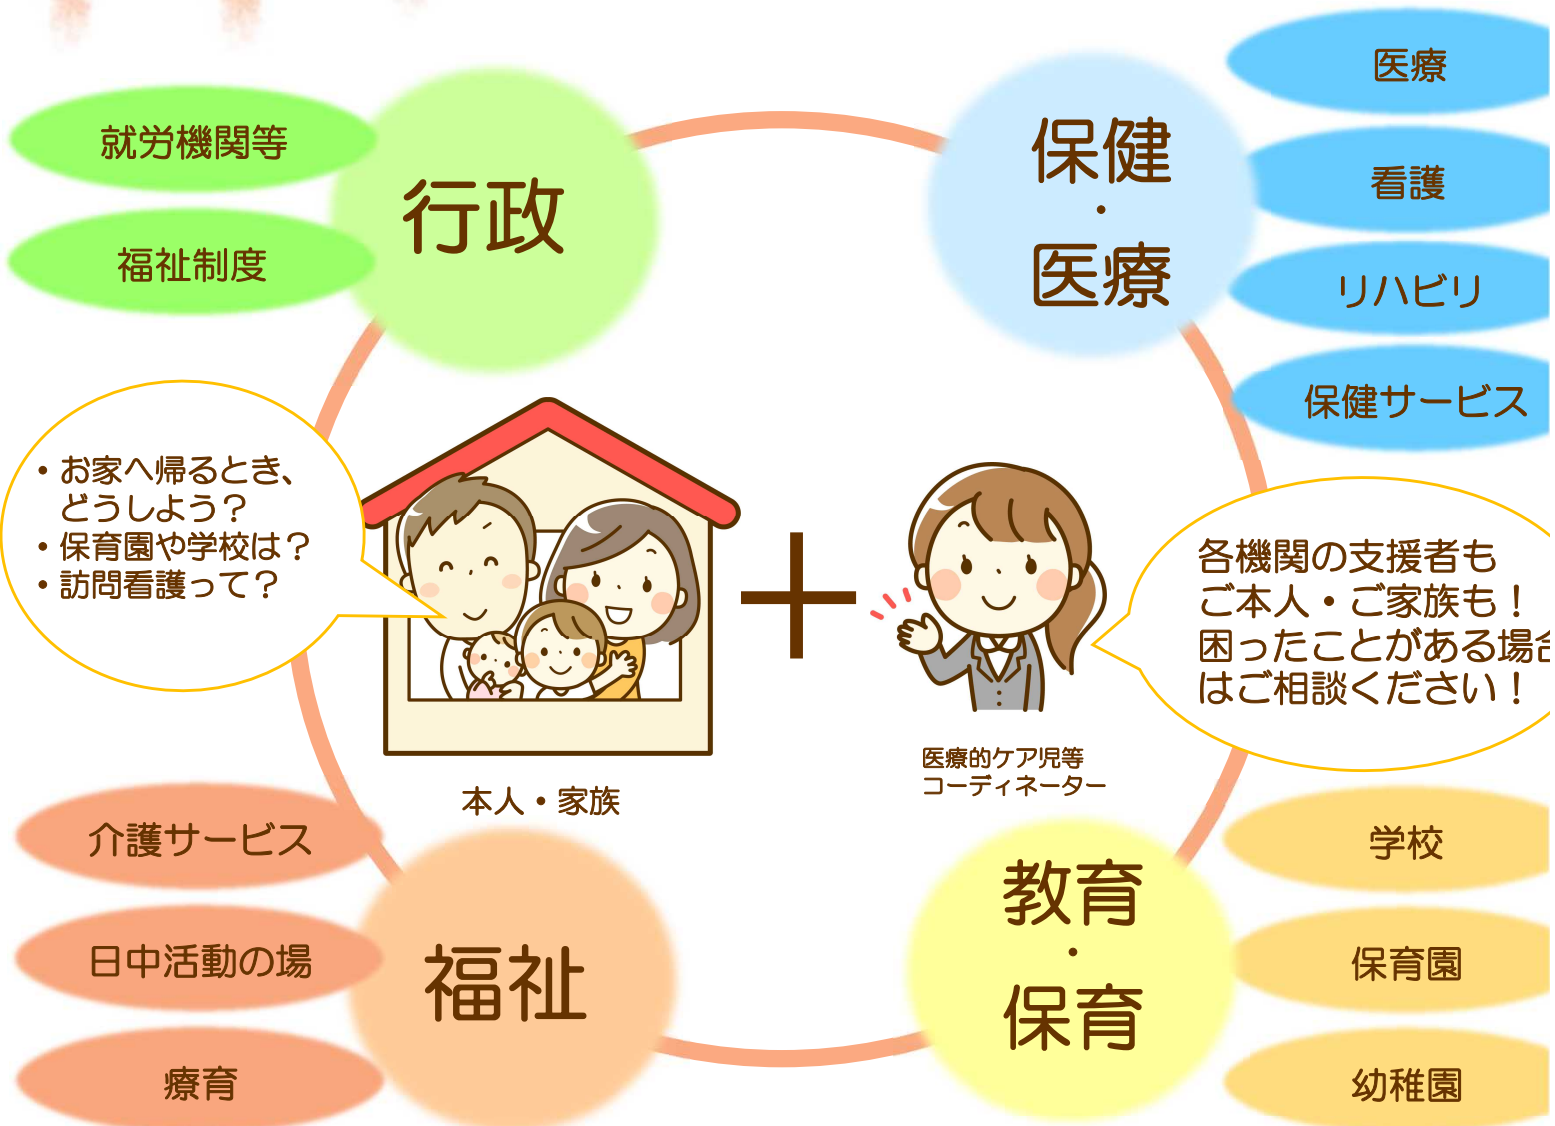 就労機関等
福祉制度
行政
保健
・
医療
医療
看護
リハビリ
保健サービス
・お家へ帰るとき、
どうしよう？
・保育園や学校は？
・訪問看護って？
各機関の支援者も
ご本人・ご家族も！
困ったことがある場合
はご相談ください！
本人・家族
医療的ケア児等
コーディネーター
介護サービス
日中活動の場
療育
福祉
教育
・
保育
学校
保育園
幼稚園